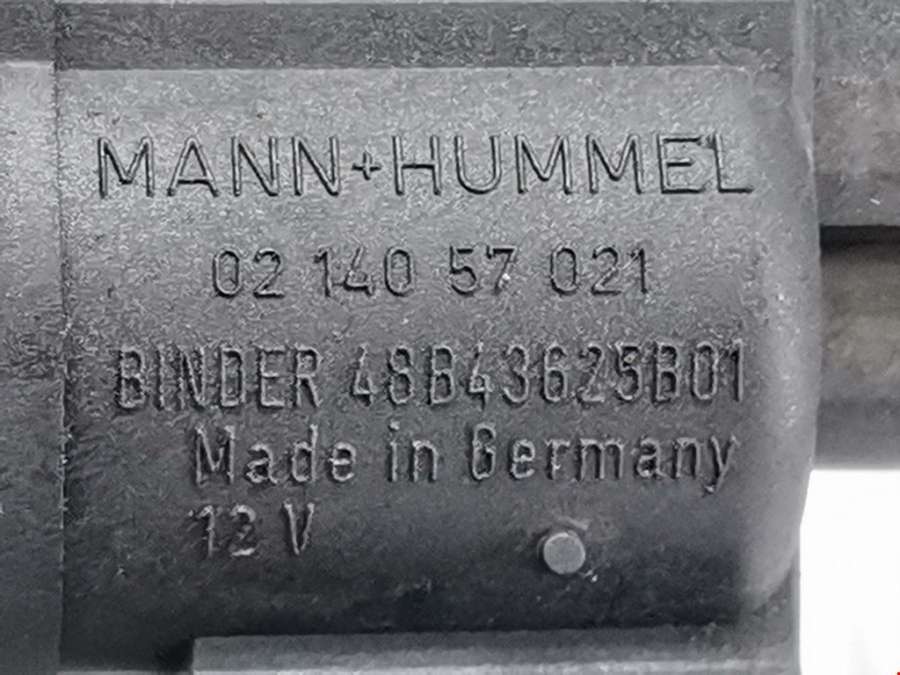 MANN+HUMMEL
02 140 57 021
BINDER 48B43625B01
Made in Germany
12 V